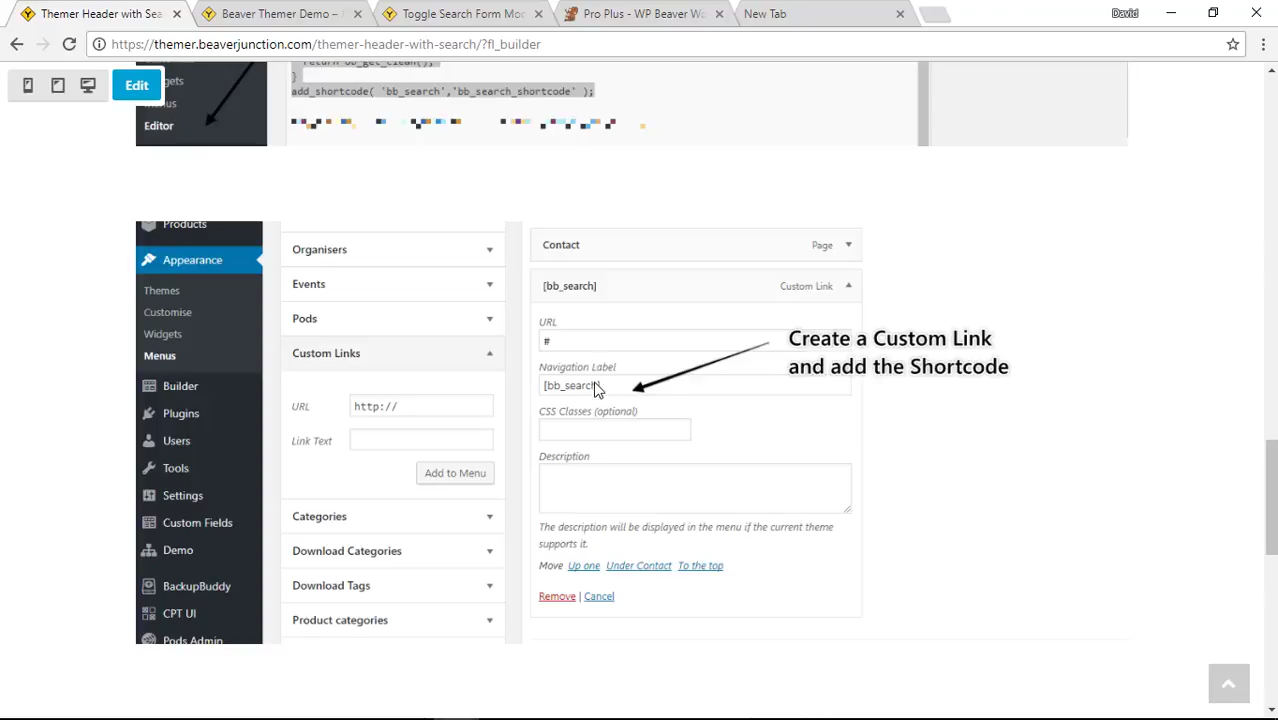 Themer Header with Sea
Beaver Themer Demo –
Toggle Search Form Mod
Pro Plus - WP Beaver Wo
New Tab
David
https://themer.beaverjunction.com/themer-header-with-search/?fl_builder
Edit
}
add_shortcode( 'bb_search','bb_search_shortcode' );
Editor
Products
Appearance
Themes
Customise
Widgets
Menus
Builder
Plugins
Users
Tools
Settings
Custom Fields
Demo
BackupBuddy
CPT UI
Pods Admin
Organisers
Events
Pods
Custom Links
URL
http://
Link Text
Add to Menu
Categories
Download Categories
Download Tags
Product categories
Contact
Page
[bb_search]
Custom Link
URL
#
Navigation Label
[bb_search]
CSS Classes (optional)
Description
The description will be displayed in the menu if the current theme
supports it.
Move Up one Under Contact To the top
Remove | Cancel
Create a Custom Link
and add the Shortcode